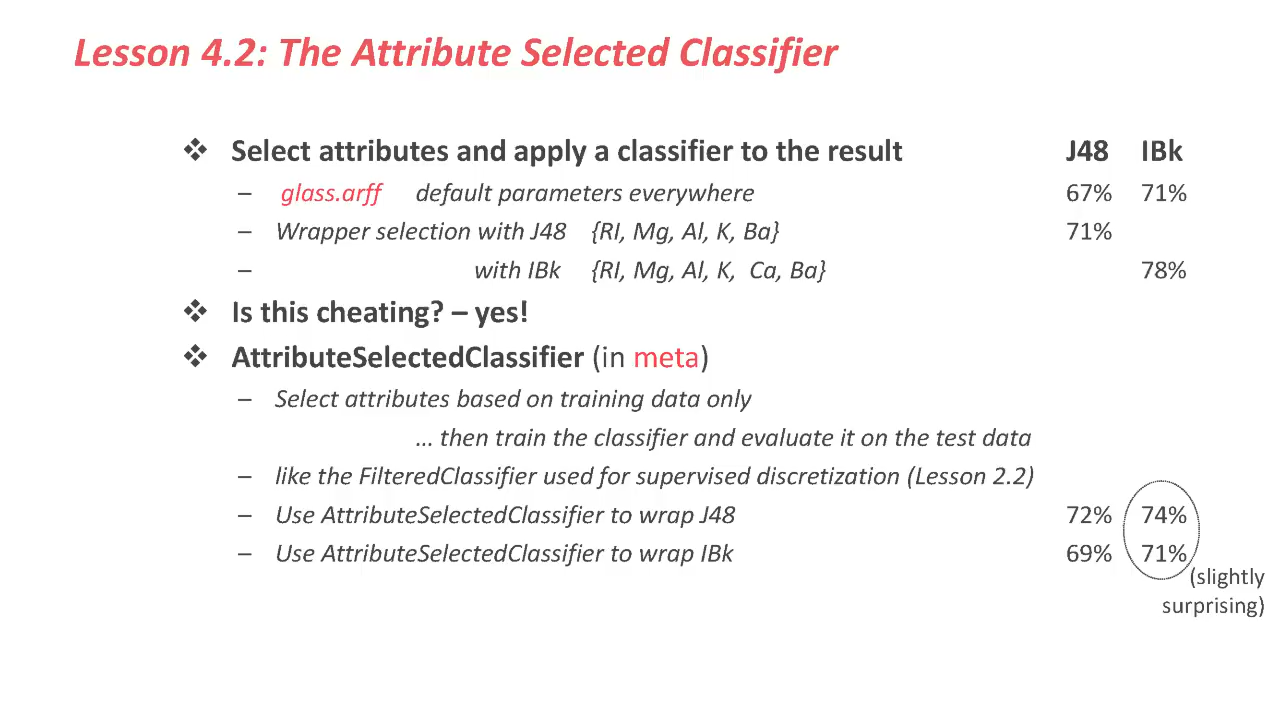 Lesson 4.2: The Attribute Selected Classifier
❖ Select attributes and apply a classifier to the result J48 IBk
– glass.arff default parameters everywhere 67% 71%
– Wrapper selection with J48 {RI, Mg, Al, K, Ba} 71%
– with IBk {RI, Mg, Al, K, Ca, Ba} 78%
❖ Is this cheating? – yes!
❖ AttributeSelectedClassifier (in meta)
– Select attributes based on training data only
… then train the classifier and evaluate it on the test data
– like the FilteredClassifier used for supervised discretization (Lesson 2.2)
– Use AttributeSelectedClassifier to wrap J48 72% 74%
– Use AttributeSelectedClassifier to wrap IBk 69% 71%
(slightly
surprising)